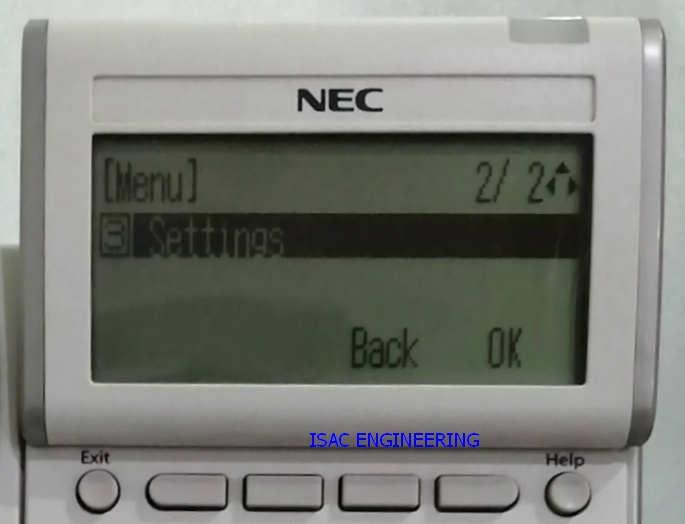 NEC
[Menu] 2/ 2
3 Settings
Back OK
ISAC ENGINEERING
Exit Help